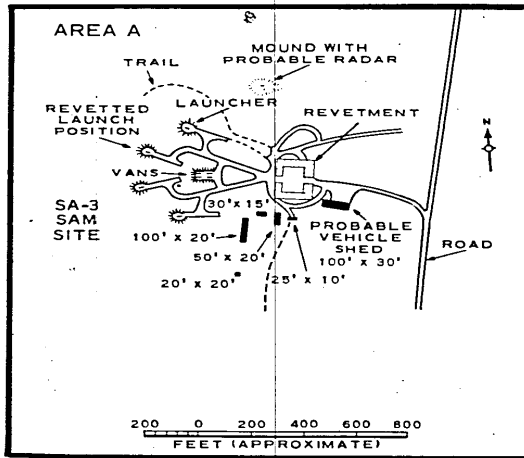 AREA A
MOUND WITH
PROBABLE RADAR
TRAIL
REVETTED
LAUNCH
POSITION
LAUNCHER
REVETMENT
N
VANS
30' x 15'
SA-3
SAM
SITE
100' x 20'
50' x 20'
20' x 20'
25' x 10'
PROBABLE
VEHICLE
SHED
100' x 30'
ROAD
200 0 200 400 600 800
FEET (APPROXIMATE)